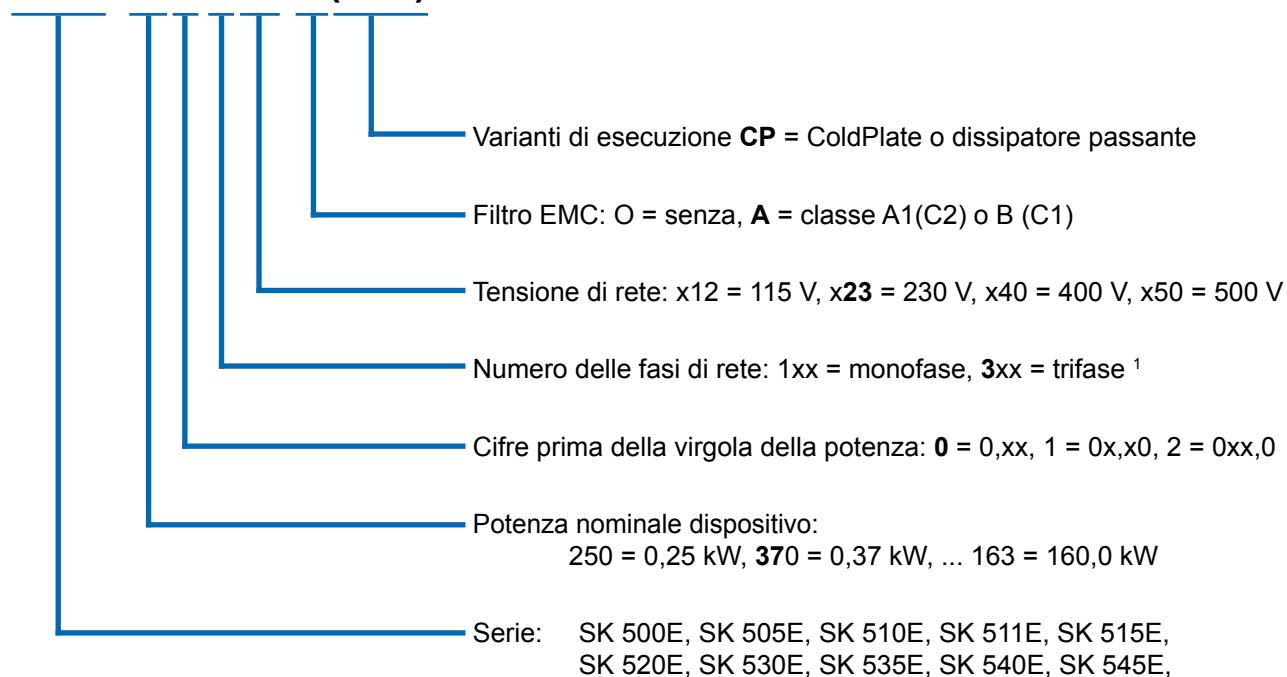 Varianti di esecuzione CP = ColdPlate o dissipatore passante
Filtro EMC: O = senza, A = classe A1(C2) o B (C1)
Tensione di rete: x12 = 115 V, x23 = 230 V, x40 = 400 V, x50 = 500 V
Numero delle fasi di rete: 1xx = monofase, 3xx = trifase 1
Cifre prima della virgola della potenza: 0 = 0,xx, 1 = 0x,x0, 2 = 0xx,0
Potenza nominale dispositivo:
250 = 0,25 kW, 370 = 0,37 kW, ... 163 = 160,0 kW
Serie: SK 500E, SK 505E, SK 510E, SK 511E, SK 515E,
SK 520E, SK 530E, SK 535E, SK 540E, SK 545E,